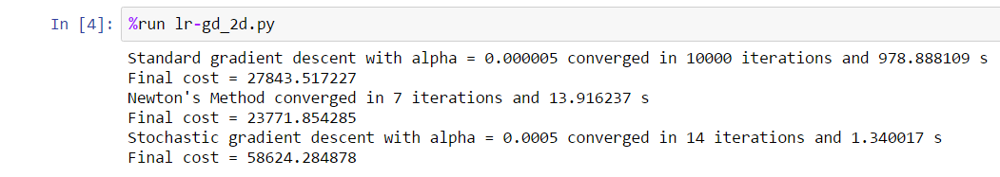 In [4]: %run lr-gd_2d.py
Standard gradient descent with alpha = 0.000005 converged in 10000 iterations and 978.888109 s
Final cost = 27843.517227
Newton's Method converged in 7 iterations and 13.916237 s
Final cost = 23771.854285
Stochastic gradient descent with alpha = 0.0005 converged in 14 iterations and 1.340017 s
Final cost = 58624.284878